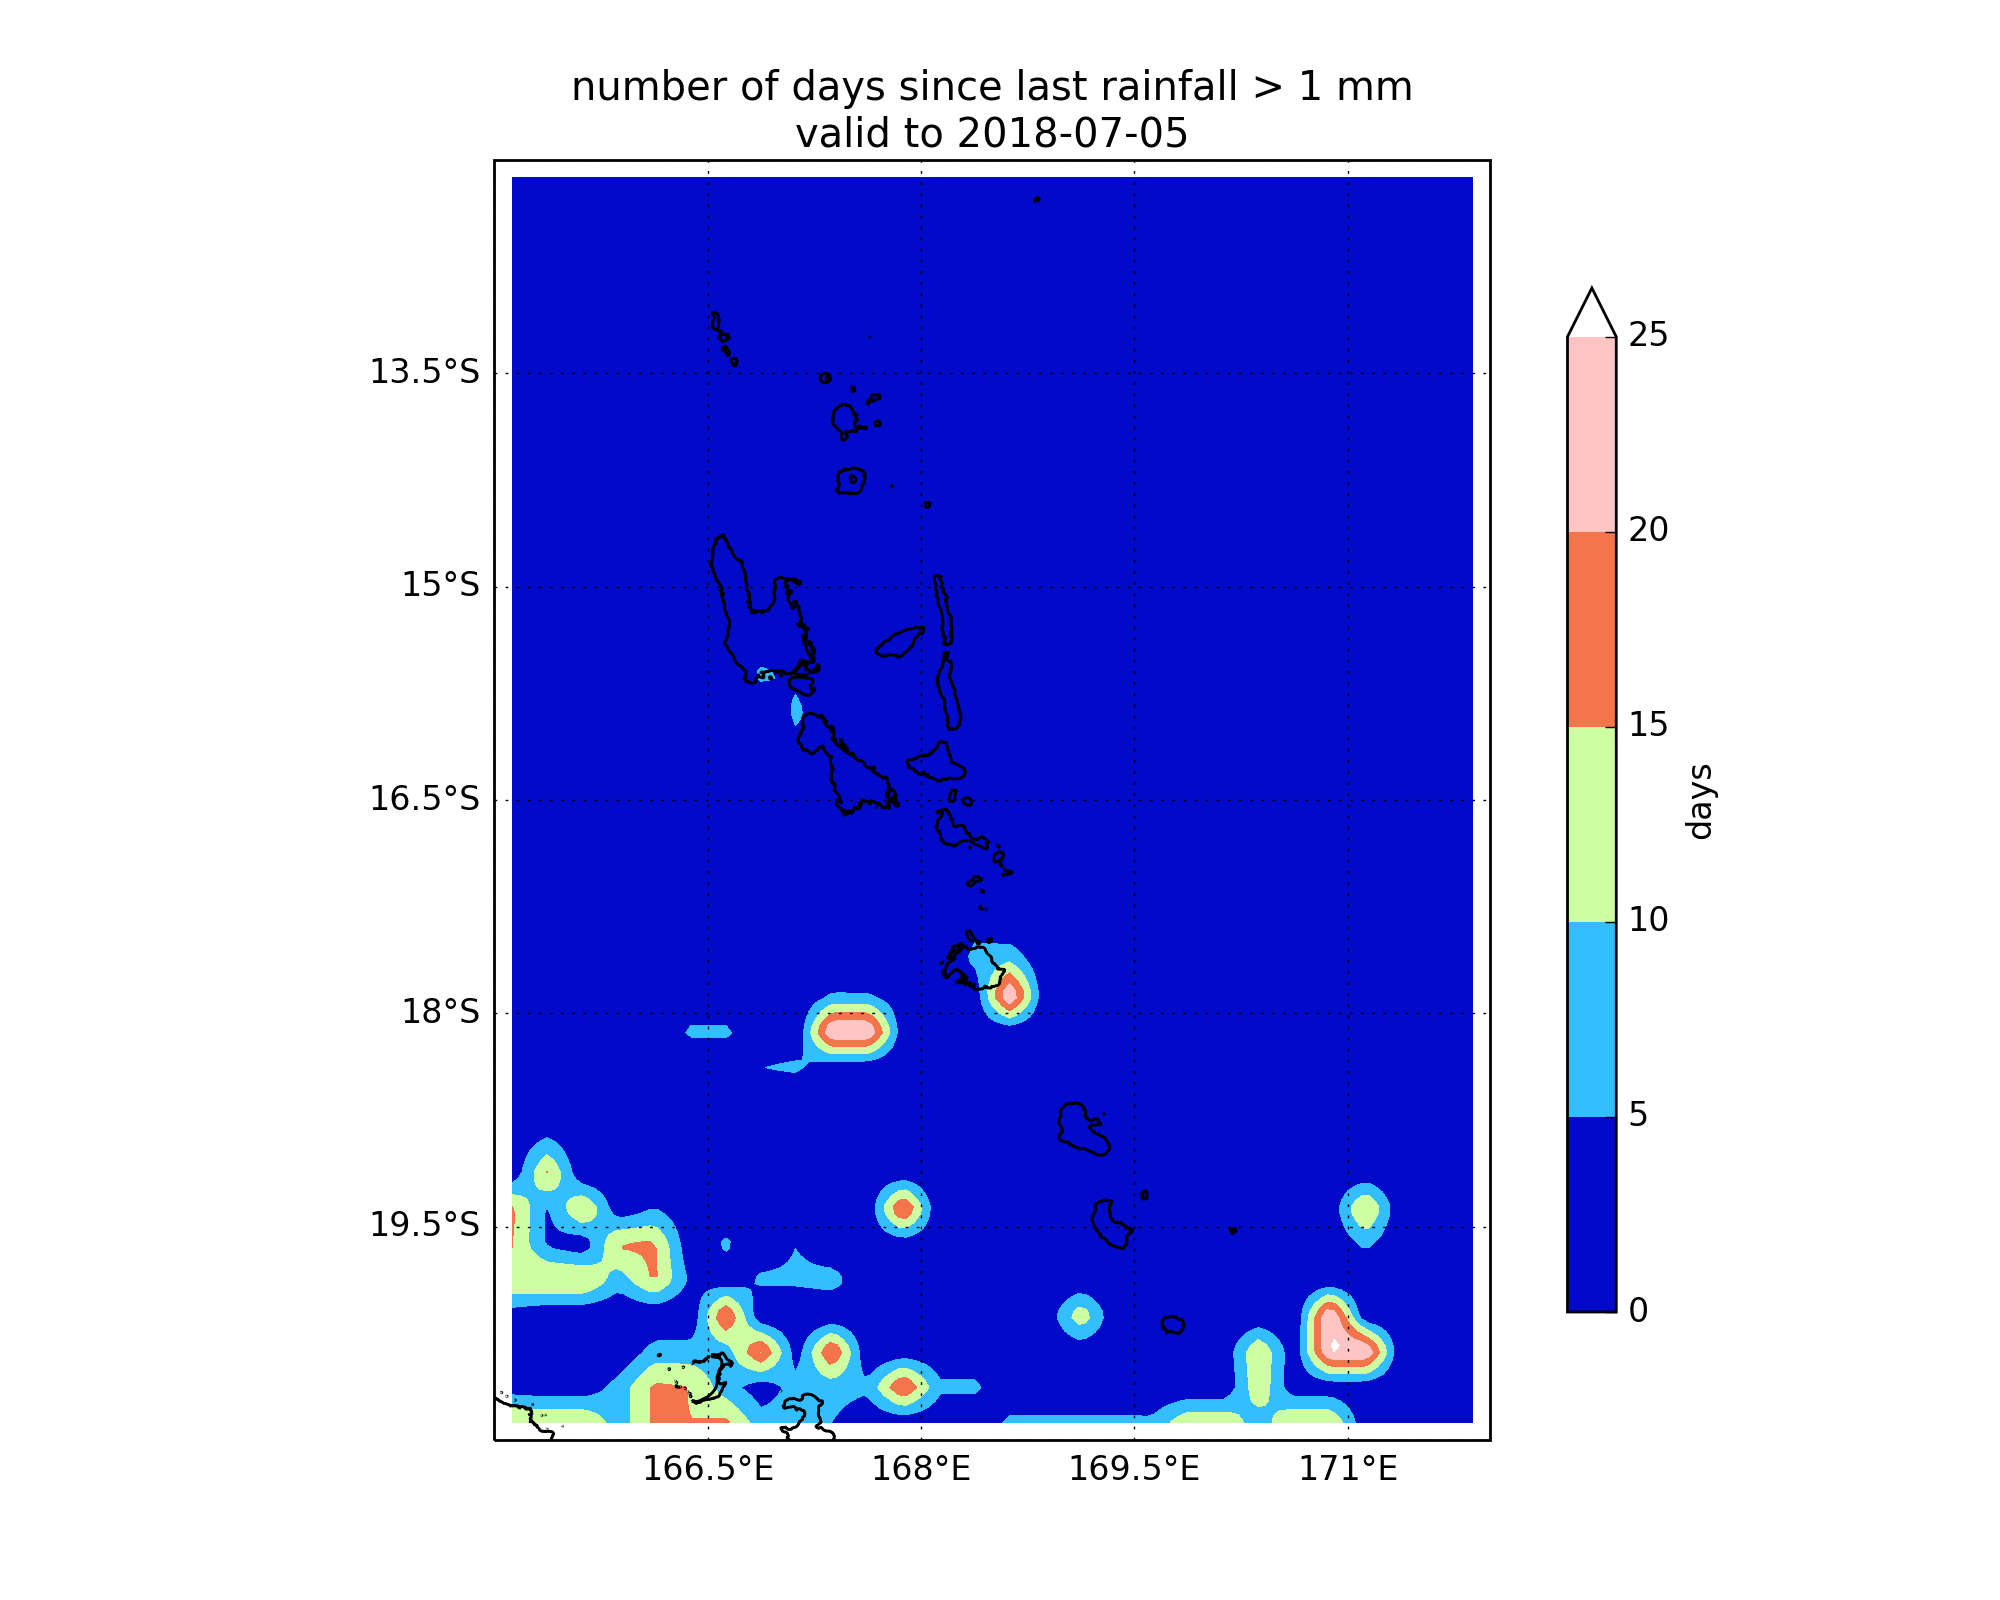 number of days since last rainfall > 1 mm
valid to 2018-07-05
13.5°S
15°S
16.5°S
18°S
19.5°S
166.5°E
168°E
169.5°E
171°E
25
20
15
10
5
0
days